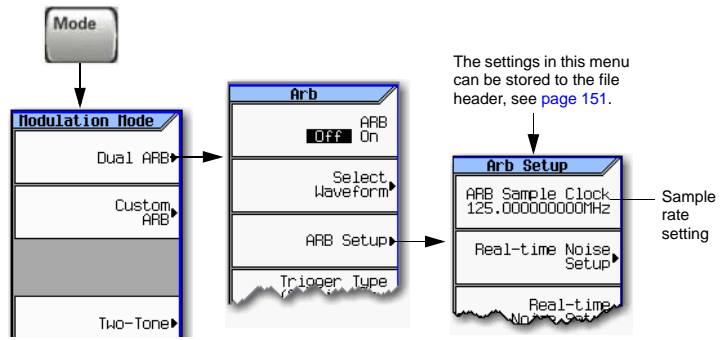 Mode
Modulation Mode
Dual ARB
Custom
ARB
Two-Tone
Arb
ARB
Off On
Select
Waveform
ARB Setup
Trigger Type
The settings in this menu
can be stored to the file
header, see page 151.
Arb Setup
ARB Sample Clock
125.000000000MHz
Real-time Noise
Setup
Real-time
Sample
rate
setting